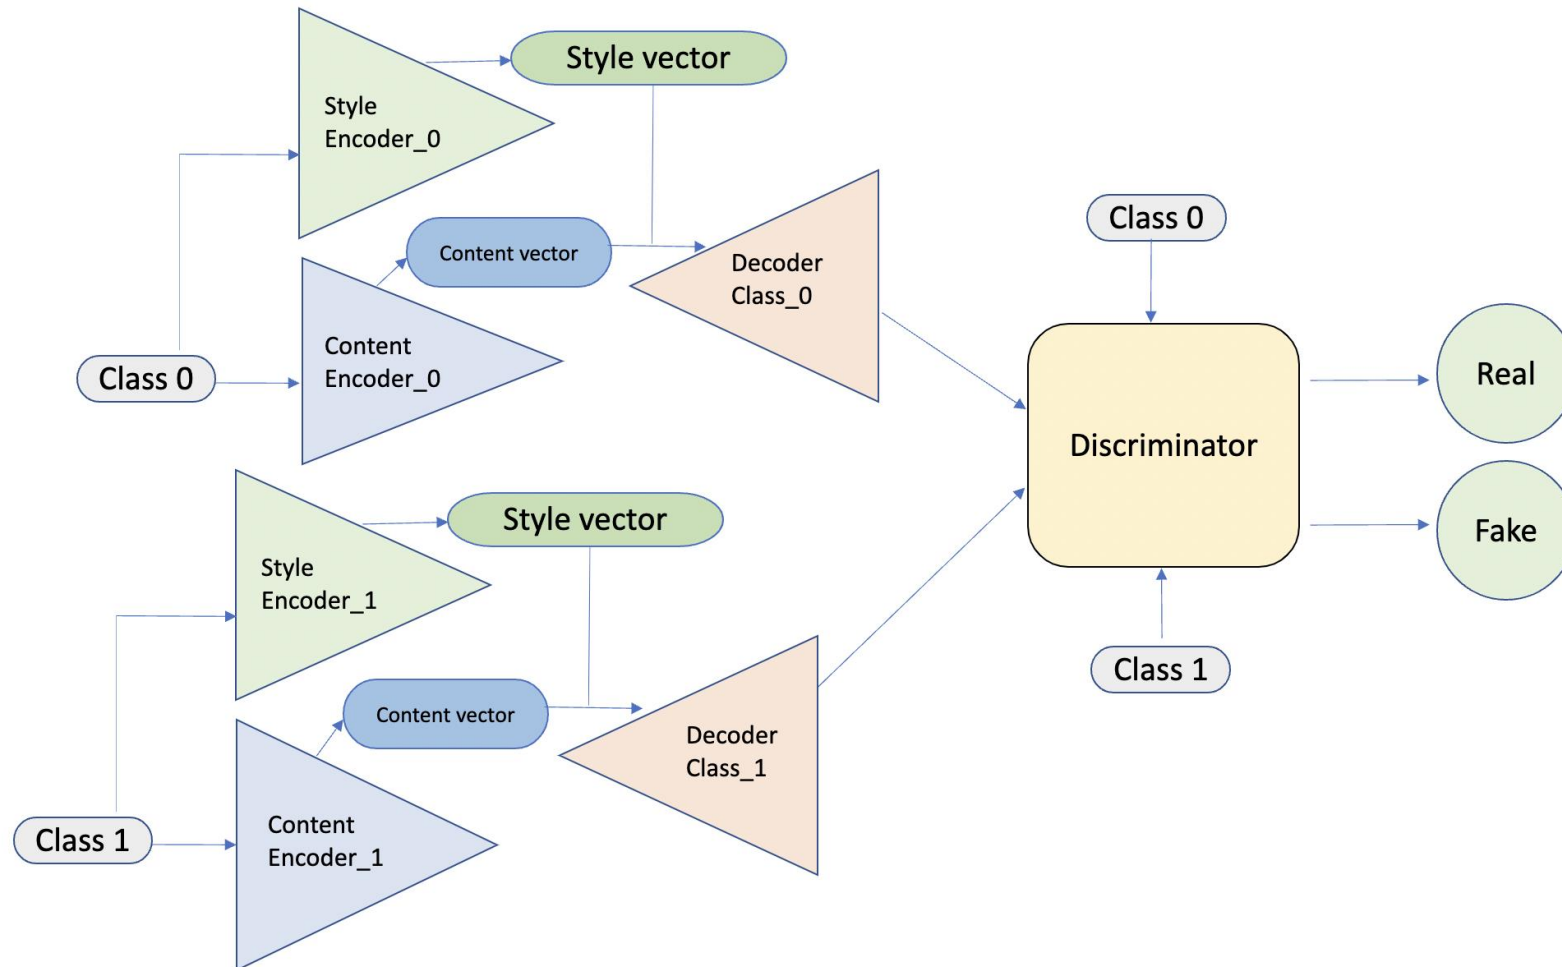 Style vector
Style
Encoder_0
Content vector
Decoder
Class_0
Content
Encoder_0
Class 0
Style vector
Style
Encoder_1
Content vector
Decoder
Class_1
Content
Encoder_1
Class 1
Class 0
Discriminator
Class 1
Real
Fake